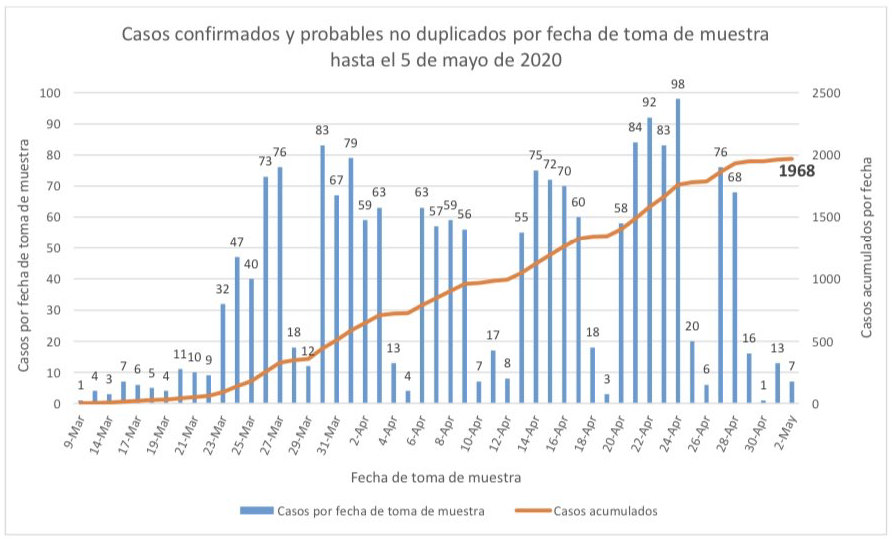 Casos confirmados y probables no duplicados por fecha de toma de muestra
hasta el 5 de mayo de 2020
Casos por fecha de toma de muestra
100
90
80
70
60
50
40
30
20
10
0
1 4 3 7 6 5 4 11 10 9 32 47 40 73 76 18 12 83 67 79 59 63 13 4 63 57 59 56 7 17 8 55 75 72 70 60 18 3 58 84 92 83 98 20 6 76 68 16 1 13 7
1968
2500
2000
1500
1000
500
0
Casos acumulados por fecha
9-Mar 14-Mar 17-Mar 19-Mar 21-Mar 23-Mar 25-Mar 27-Mar 29-Mar 31-Mar 2-Apr 4-Apr 6-Apr 8-Apr 10-Apr 12-Apr 14-Apr 16-Apr 18-Apr 20-Apr 22-Apr 24-Apr 26-Apr 28-Apr 30-Apr 2-May
Fecha de toma de muestra
Casos por fecha de toma de muestra Casos acumulados